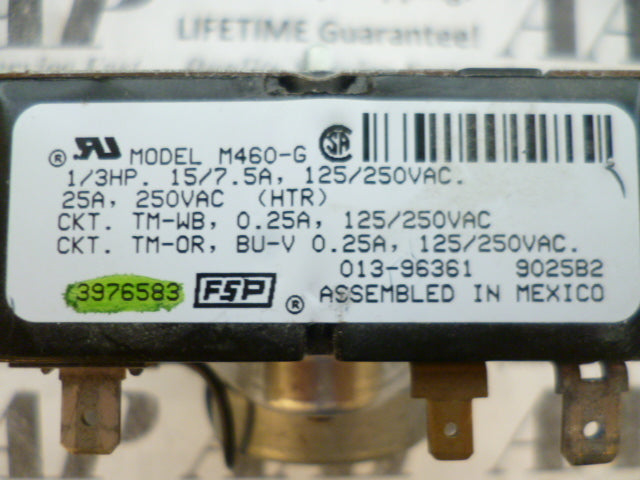 LIFETIME Guarantee!
® MODEL M460-G
1/3HP. 15/7.5A, 125/250VAC.
25A, 250VAC (HTR)
CKT. TM-WB, 0.25A, 125/250VAC
CKT. TM-OR, BU-V 0.25A, 125/250VAC.
013-96361 9025B2
3976583 FSP ® ASSEMBLED IN MEXICO